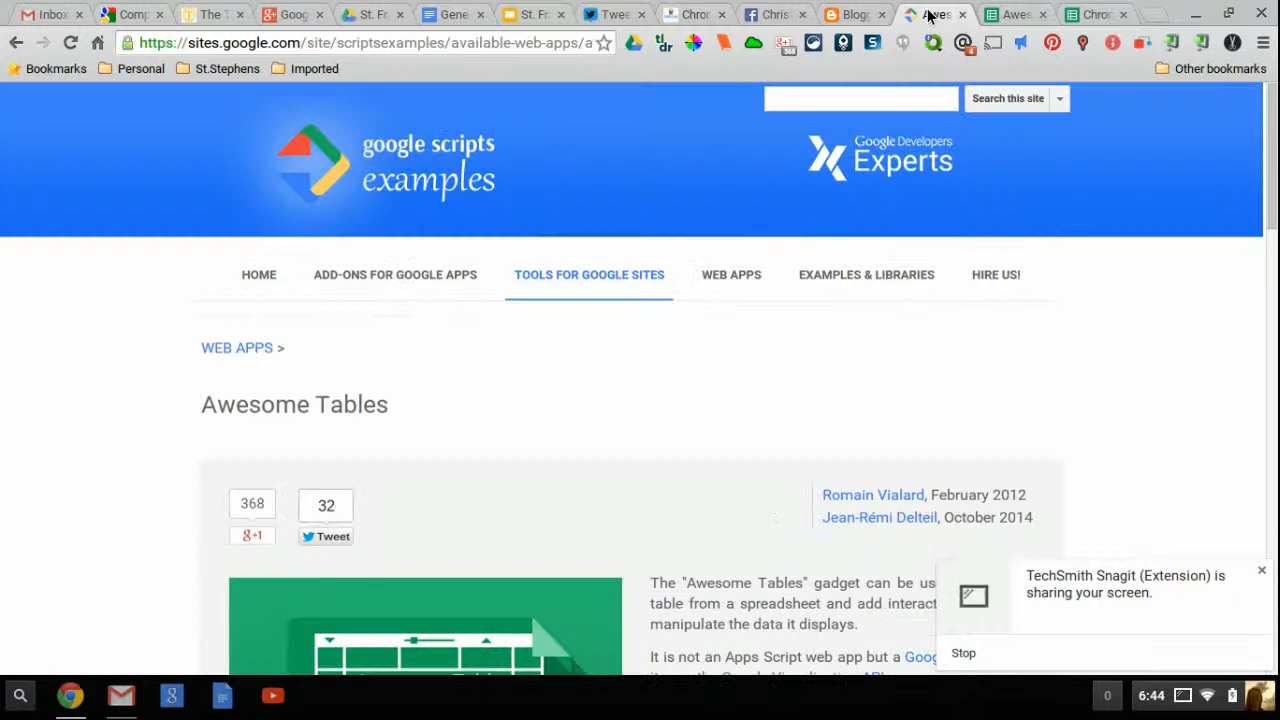 Inbox
Comp
The T
Goog
St. Fr
Gene
St. Fr
Twee
Chror
Chris
Blogg
Awes
Awes
Chror
https://sites.google.com/site/scriptsexamples/available-web-apps/a
Bookmarks
Personal
St.Stephens
Imported
Other bookmarks
Search this site
google scripts
examples
Google Developers
Experts
HOME
ADD-ONS FOR GOOGLE APPS
TOOLS FOR GOOGLE SITES
WEB APPS
EXAMPLES & LIBRARIES
HIRE US!
WEB APPS >
Awesome Tables
368
32
g+1
Tweet
Romain Vialard, February 2012
Jean-Rémi Delteil, October 2014
The "Awesome Tables" gadget can be us
table from a spreadsheet and add interac
manipulate the data it displays.
It is not an Apps Script web app but a Goog
TechSmith Snagit (Extension) is
sharing your screen.
Stop
0
6:44